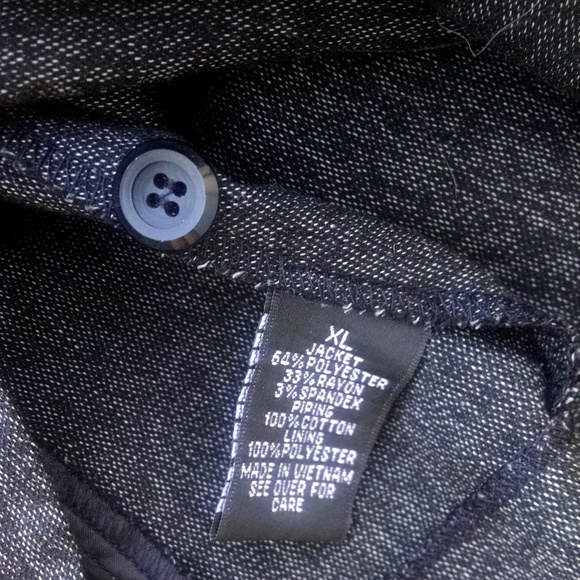 XL
JACKET
64% POLYESTER
33% RAYON
3% SPANDEX
PIPING
100% COTTON
LINING
100% POLYESTER
MADE IN VIETNAM
SEE OVER FOR
CARE